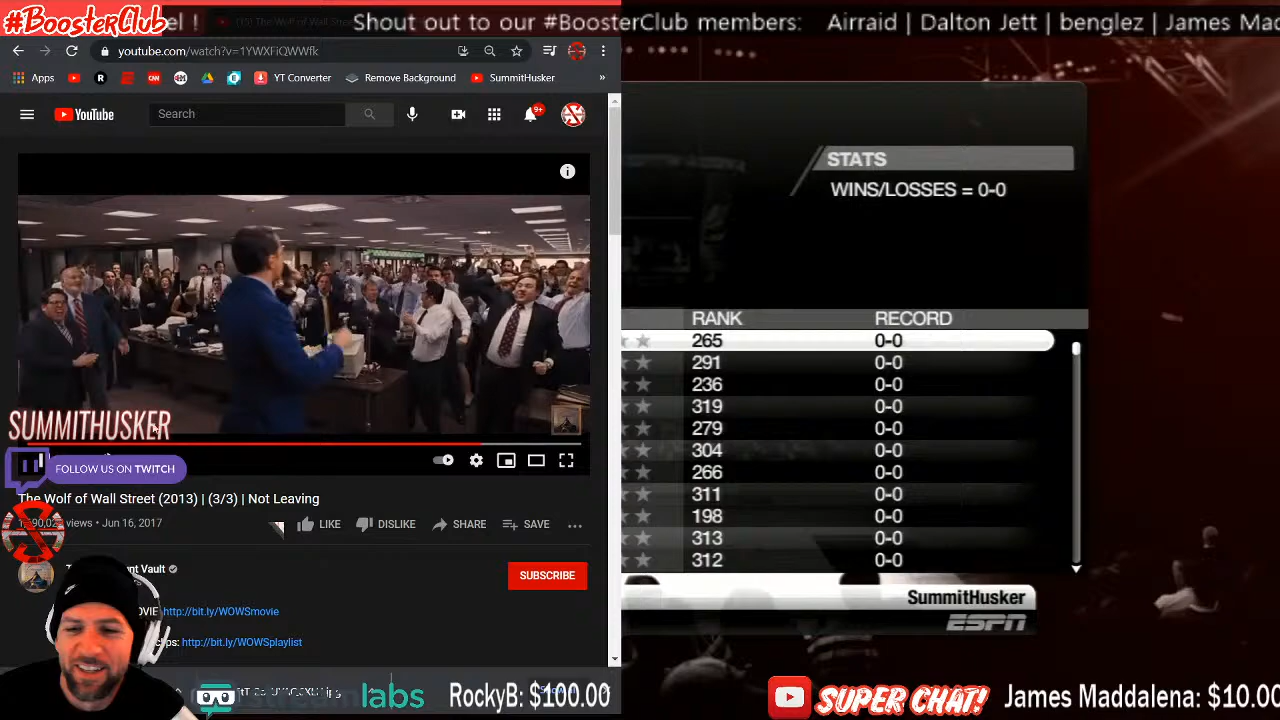 #BoosterClub
Shout out to our #BoosterClub members: Airraid | Dalton Jett | benglez | James Mad
youtube.com/watch?v=1YWXFiQWWfk
Apps
CNN
YT Converter
Remove Background
SummitHusker
»
YouTube
Search
9+
STATS
WINS/LOSSES = 0-0
RANK RECORD
265 0-0
291 0-0
236 0-0
319 0-0
279 0-0
304 0-0
266 0-0
311 0-0
198 0-0
313 0-0
312 0-0
SummitHusker
ESPN
SUMMITHUSKER
FOLLOW US ON TWITCH
The Wolf of Wall Street (2013) | (3/3) | Not Leaving
views • Jun 16, 2017
LIKE DISLIKE SHARE SAVE
Vault
SUBSCRIBE
http://bit.ly/WOWSmovie
clips: http://bit.ly/WOWSplaylist
labs
RockyB: $100.00
SUPER CHAT!
James Maddalena: $10.00